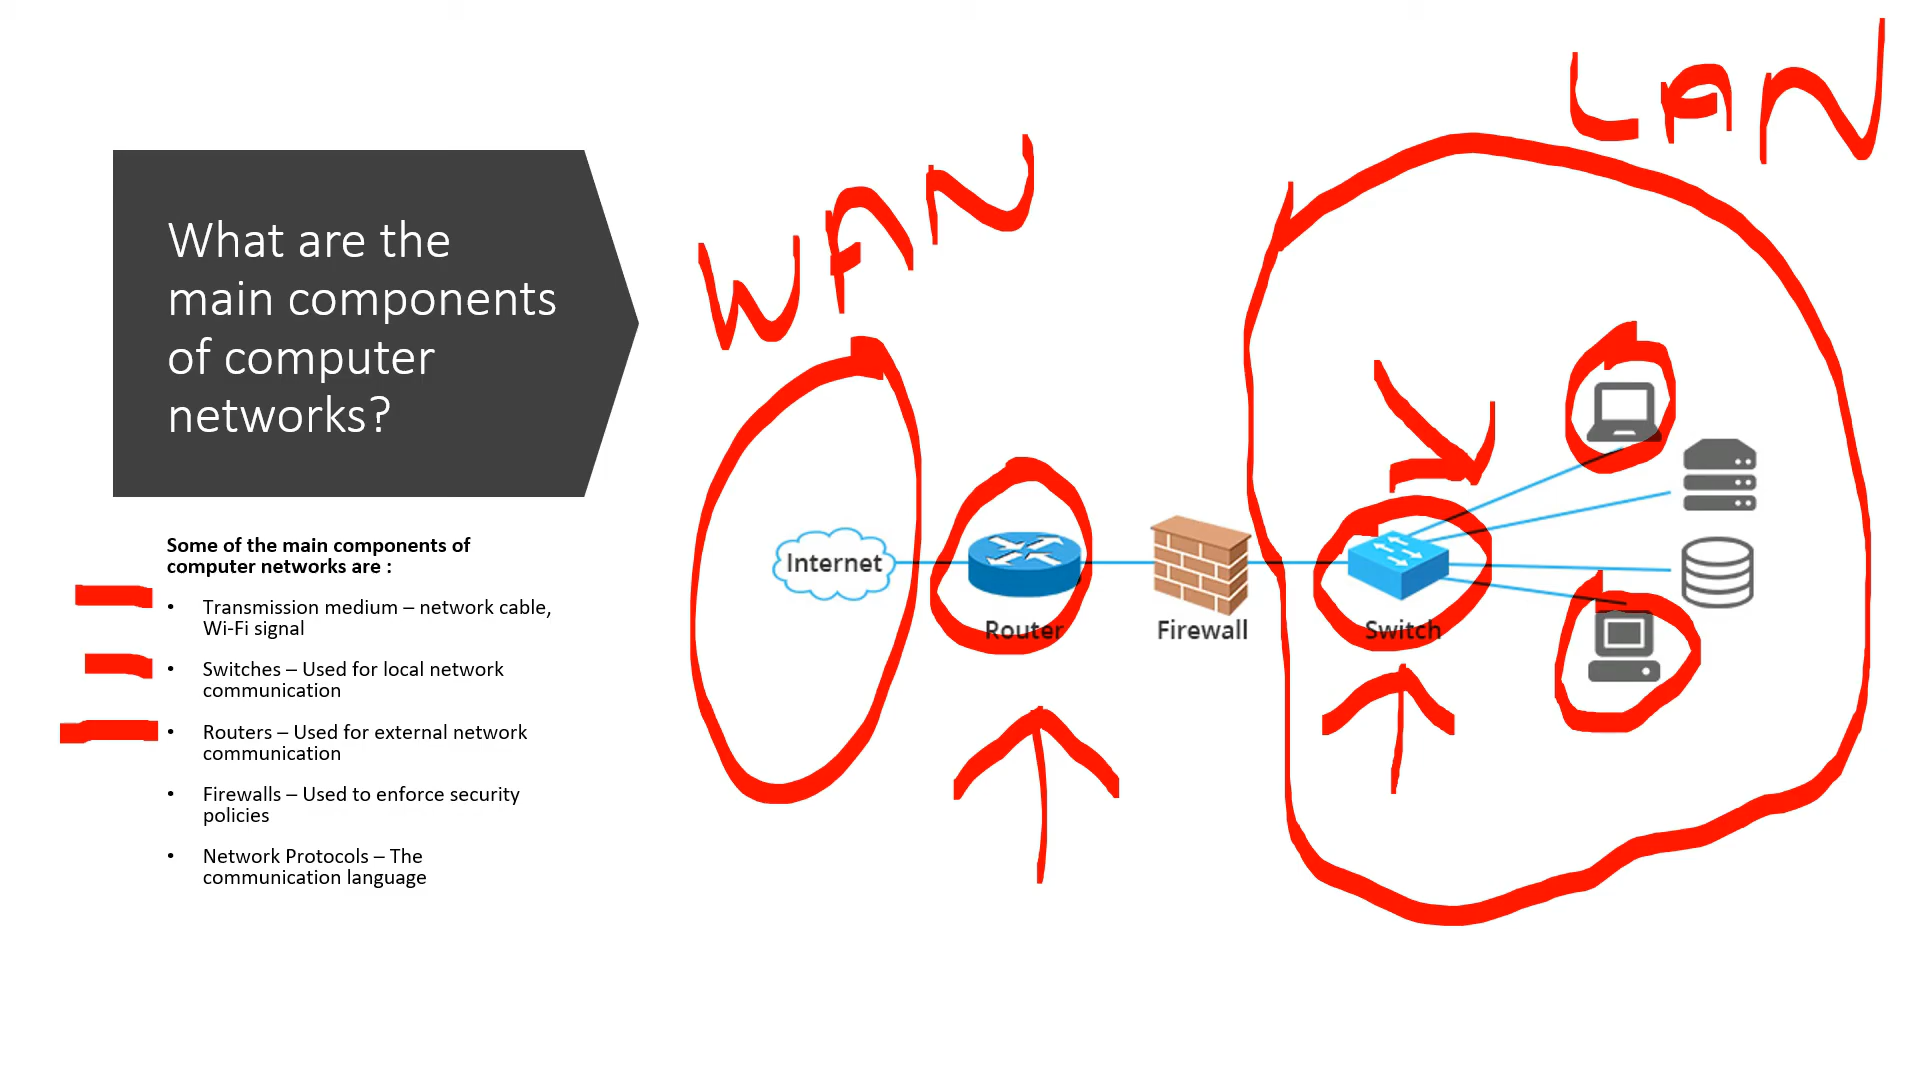 LAN
WAN
What are the
main components
of computer
networks?
Some of the main components of
computer networks are :
• Transmission medium – network cable,
Wi-Fi signal
• Switches – Used for local network
communication
• Routers – Used for external network
communication
• Firewalls – Used to enforce security
policies
• Network Protocols – The
communication language
Internet
Router
Firewall
Switch